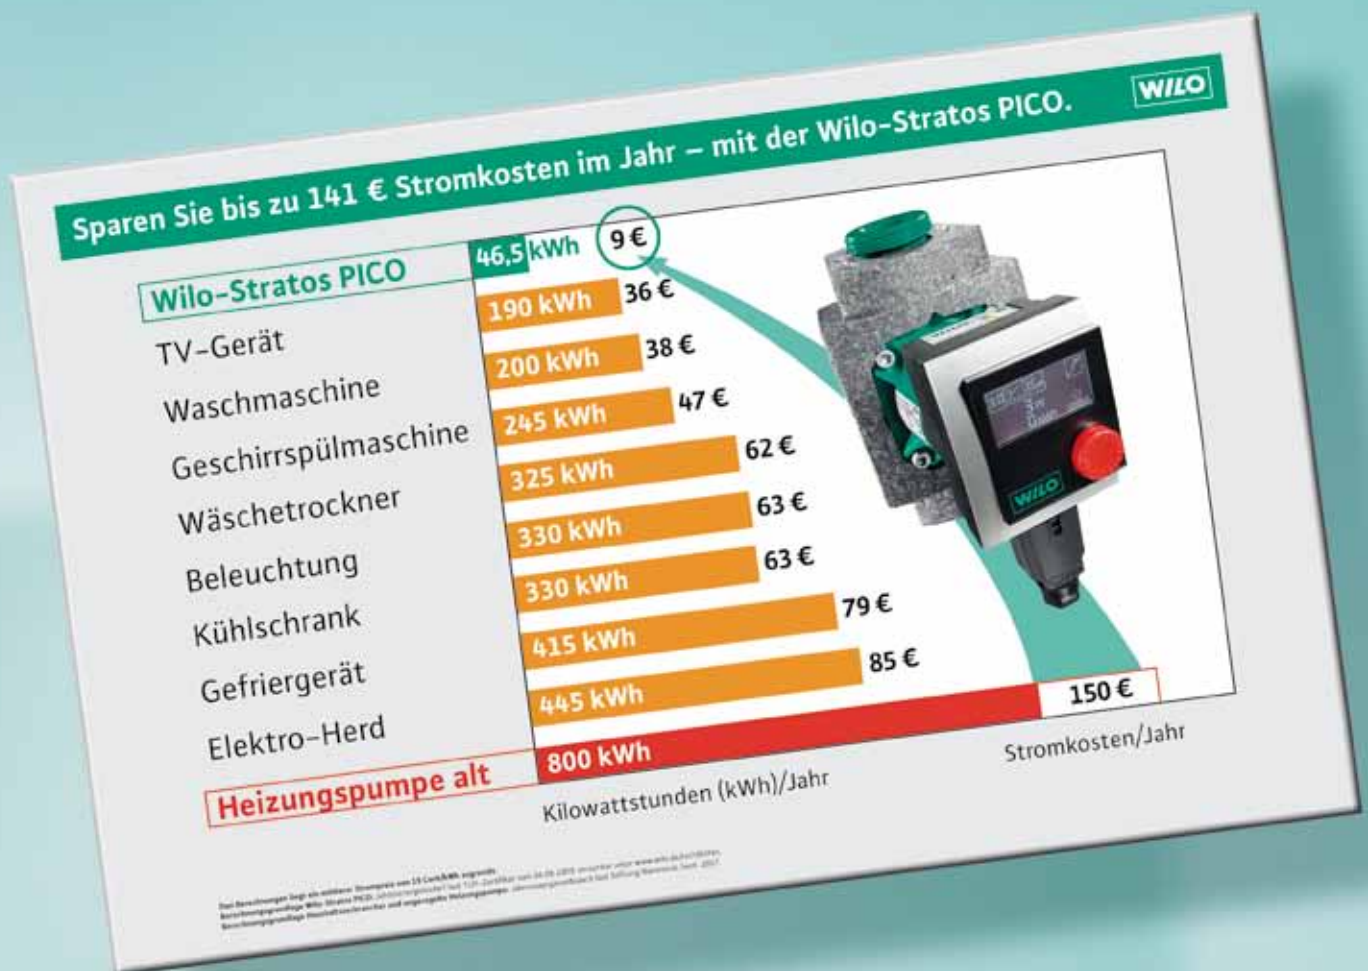 Sparen Sie bis zu 141 € Stromkosten im Jahr – mit der Wilo-Stratos PICO.
WILO
Wilo-Stratos PICO 46,5 kWh 9 €
TV-Gerät 190 kWh 36 €
Waschmaschine 200 kWh 38 €
Geschirrspülmaschine 245 kWh 47 €
Wäschetrockner 325 kWh 62 €
Beleuchtung 330 kWh 63 €
Kühlschrank 330 kWh 63 €
Gefriergerät 415 kWh 79 €
Elektro-Herd 445 kWh 85 €
Heizungspumpe alt 800 kWh 150 €
WILO
Kilowattstunden (kWh)/Jahr
Stromkosten/Jahr